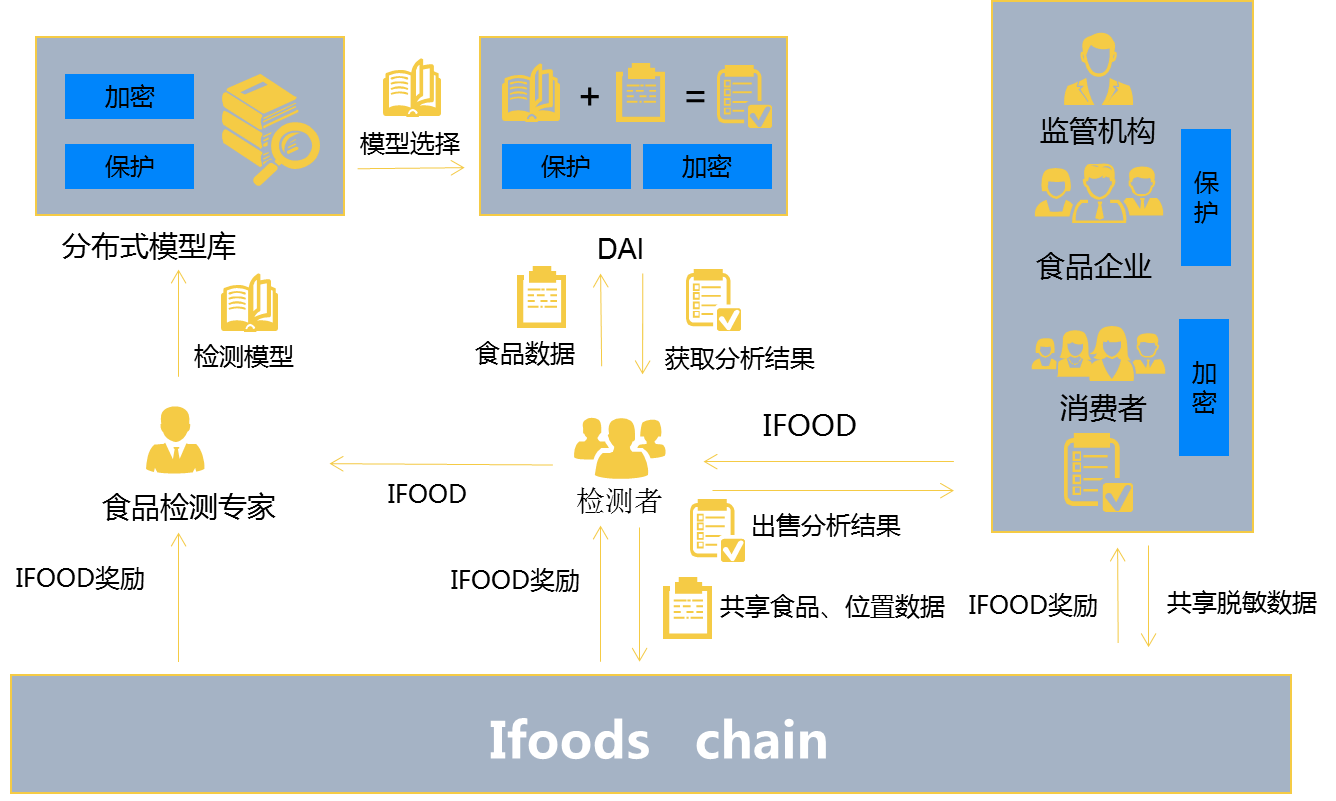 加密
保护
分布式模型库
模型选择
+
=
保护
加密
DAI
监管机构
食品企业
消费者
保护
加密
检测模型
食品数据
获取分析结果
食品检测专家
IFOOD
检测者
IFOOD
出售分析结果
共享食品、位置数据
IFOOD奖励
IFOOD奖励
IFOOD奖励
共享脱敏数据
Ifoods chain